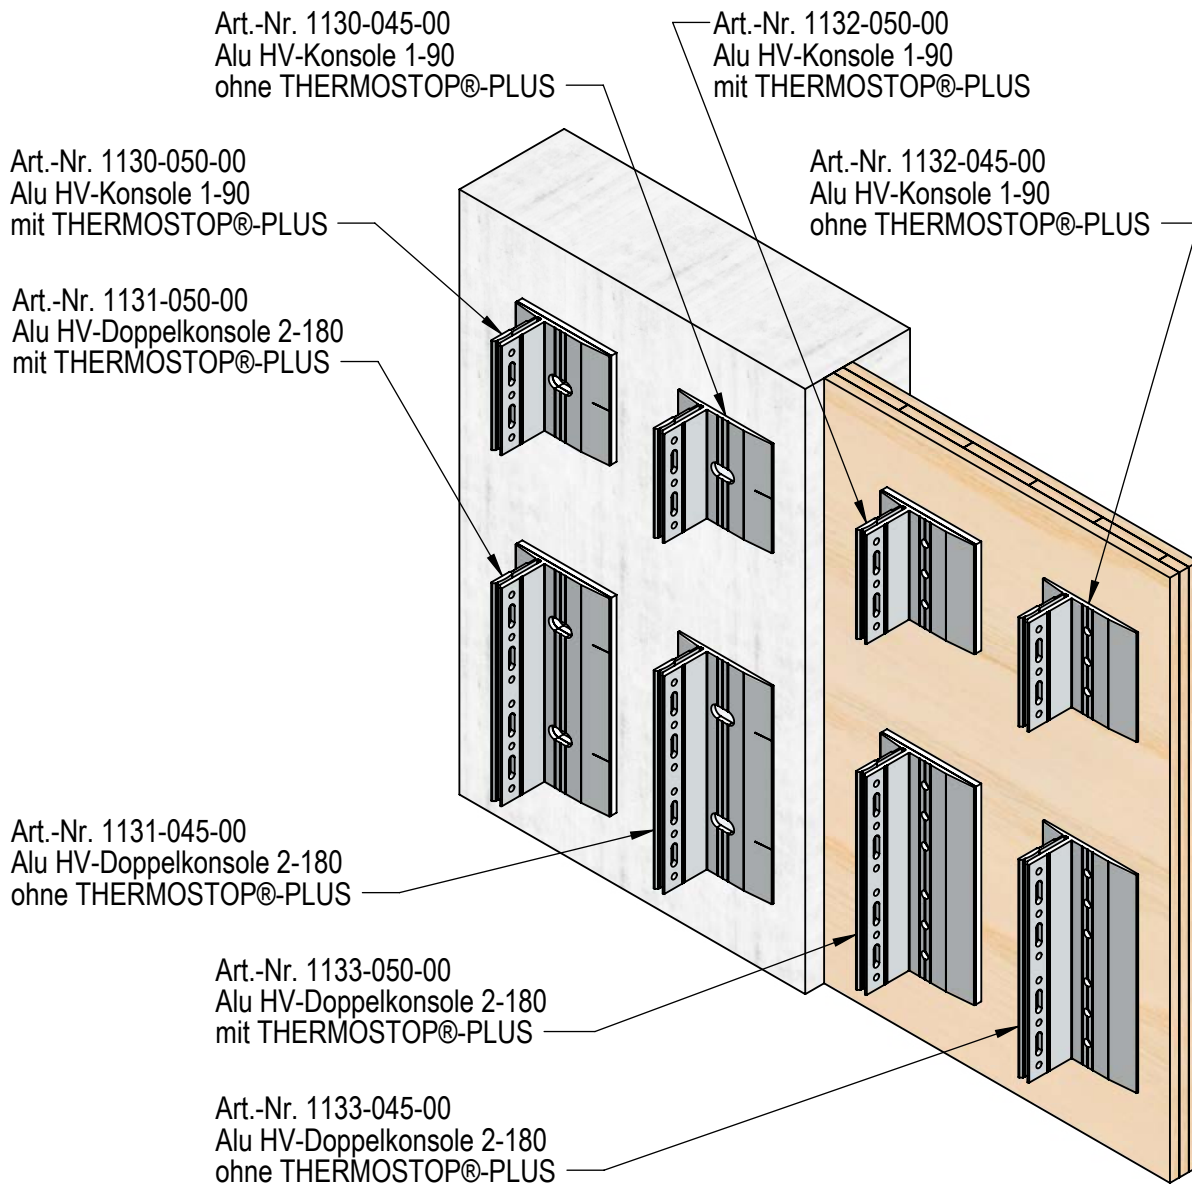 Art.-Nr. 1130-045-00
Alu HV-Konsole 1-90
ohne THERMOSTOP®-PLUS
Art.-Nr. 1132-050-00
Alu HV-Konsole 1-90
mit THERMOSTOP®-PLUS
Art.-Nr. 1130-050-00
Alu HV-Konsole 1-90
mit THERMOSTOP®-PLUS
Art.-Nr. 1132-045-00
Alu HV-Konsole 1-90
ohne THERMOSTOP®-PLUS
Art.-Nr. 1131-050-00
Alu HV-Doppelkonsole 2-180
mit THERMOSTOP®-PLUS
Art.-Nr. 1131-045-00
Alu HV-Doppelkonsole 2-180
ohne THERMOSTOP®-PLUS
Art.-Nr. 1133-050-00
Alu HV-Doppelkonsole 2-180
mit THERMOSTOP®-PLUS
Art.-Nr. 1133-045-00
Alu HV-Doppelkonsole 2-180
ohne THERMOSTOP®-PLUS